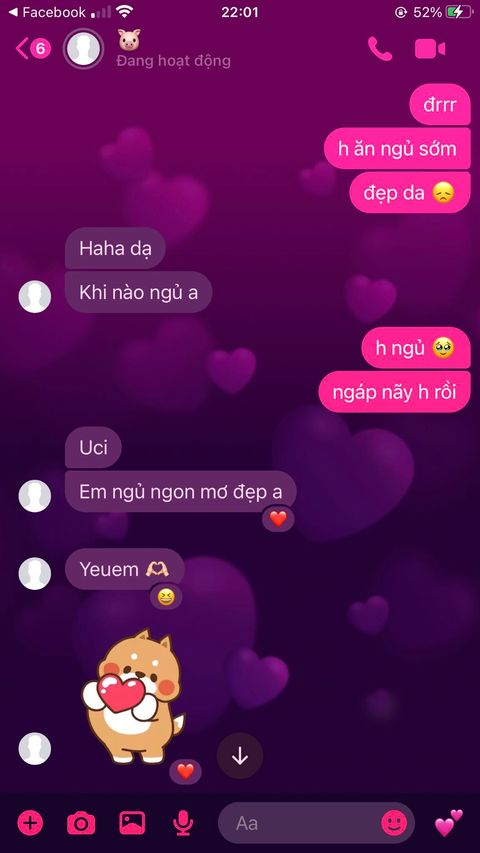 Facebook
22:01
52%
6
Đang hoạt động
đrrr
h ăn ngủ sớm
đẹp da 😞
Haha dạ
Khi nào ngủ a
h ngủ 🥹
ngáp nãy h rồi
Uci
Em ngủ ngon mơ đẹp a
Yeuem 🫶🏼
Aa